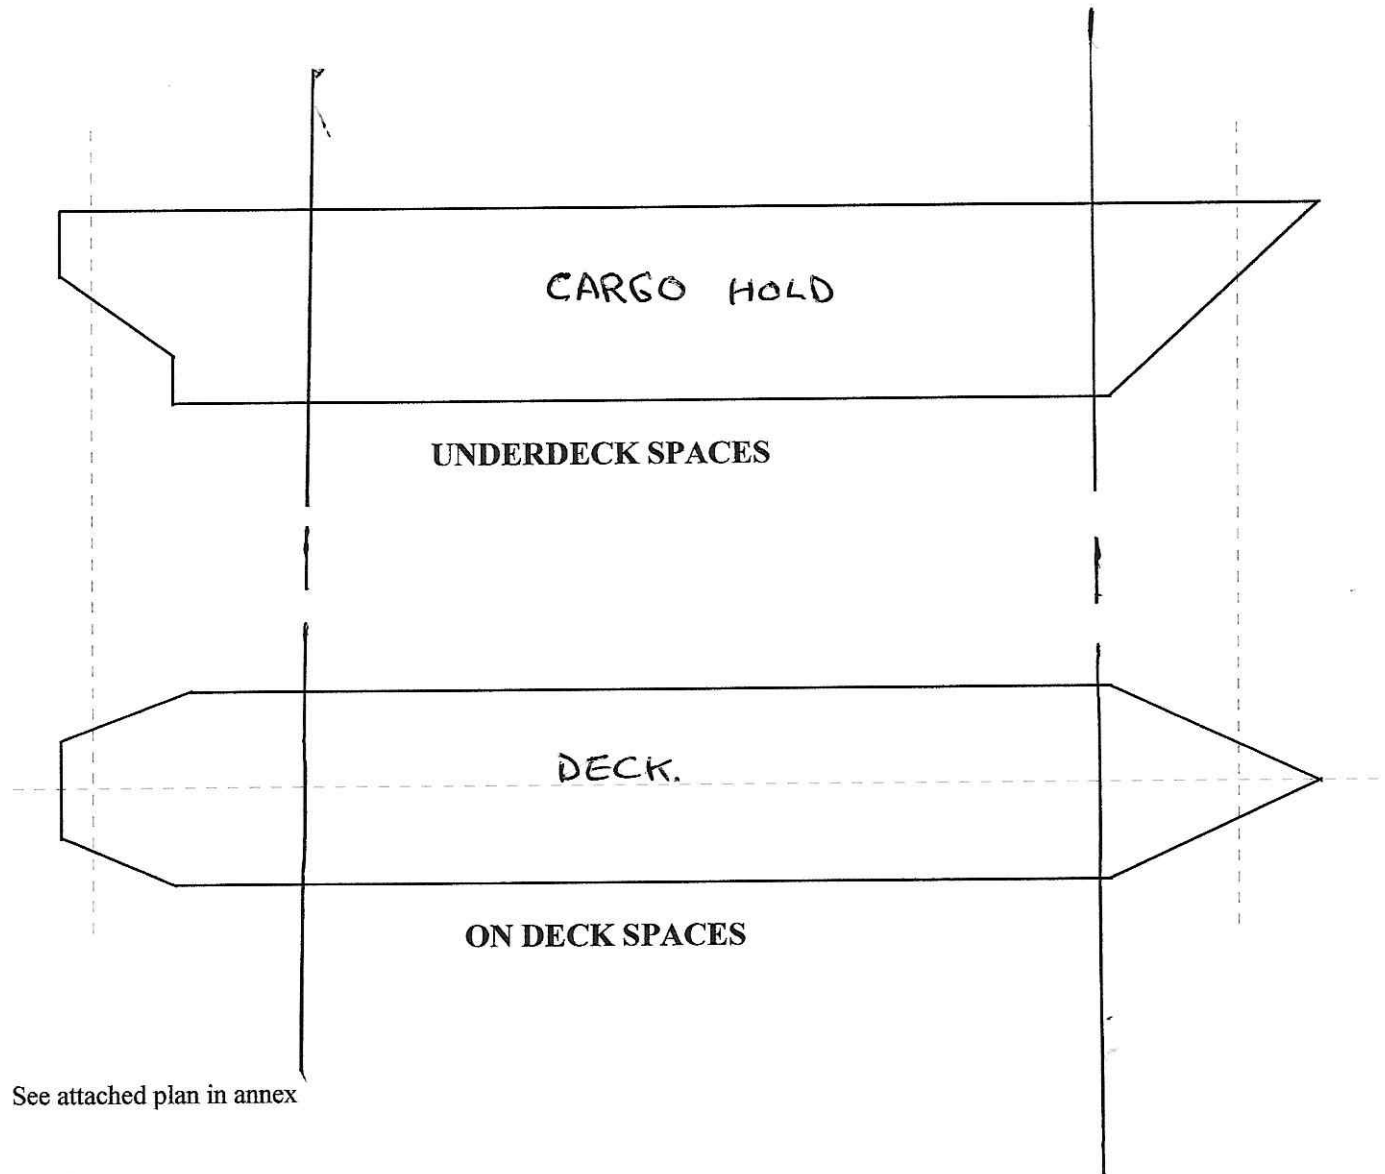 CARGO HOLD
UNDERDECK SPACES
DECK.
ON DECK SPACES
See attached plan in annex